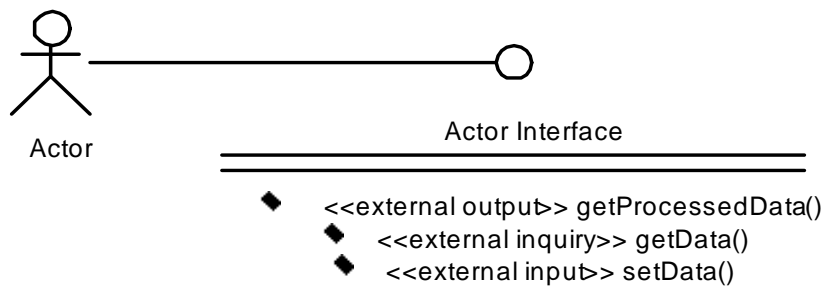 Actor Interface
Actor
<<external output>> getProcessedData()
<<external inquiry>> getData()
<<external input>> setData()